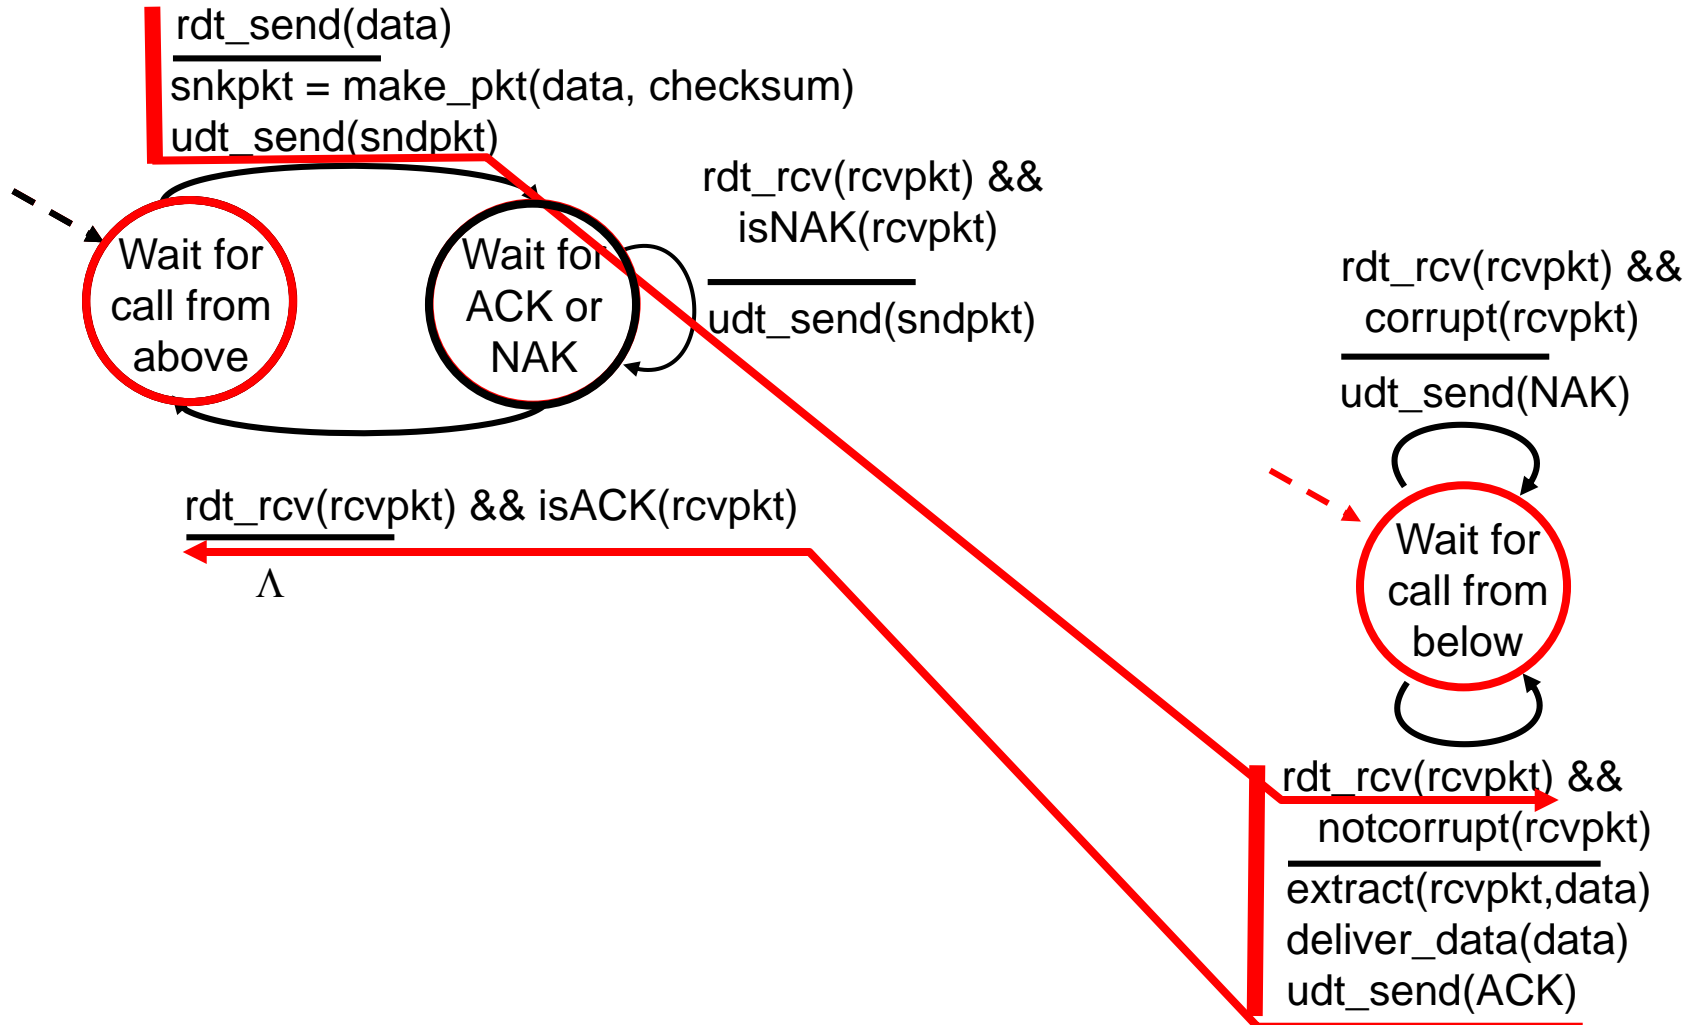 rdt_send(data)
snkpkt = make_pkt(data, checksum)
udt_send(sndpkt)
rdt_rcv(rcvpkt) &&
isNAK(rcvpkt)
udt_send(sndpkt)
Wait for
call from
above
Wait for
ACK or
NAK
rdt_rcv(rcvpkt) && isACK(rcvpkt)
Λ
rdt_rcv(rcvpkt) &&
corrupt(rcvpkt)
udt_send(NAK)
Wait for
call from
below
rdt_rcv(rcvpkt) &&
notcorrupt(rcvpkt)
extract(rcvpkt,data)
deliver_data(data)
udt_send(ACK)